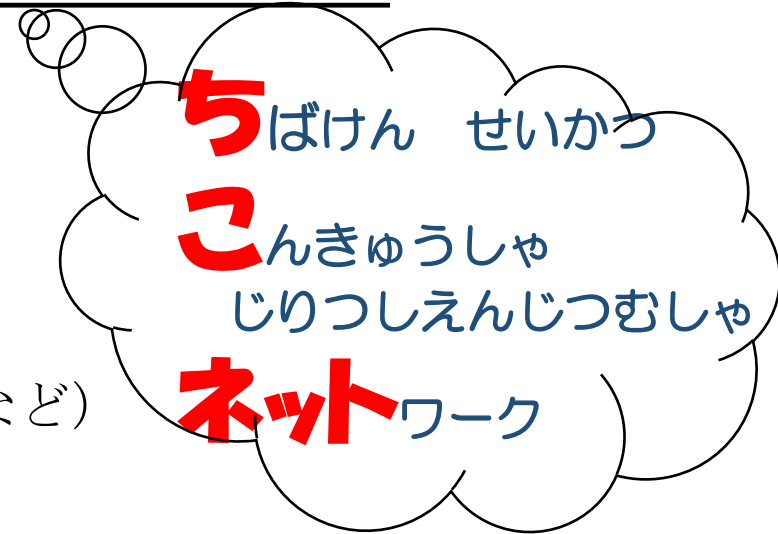 ちばけん　せいかつ
こんきゅうしゃ
じりつしえんじつむしゃ
ネットワーク
ど）